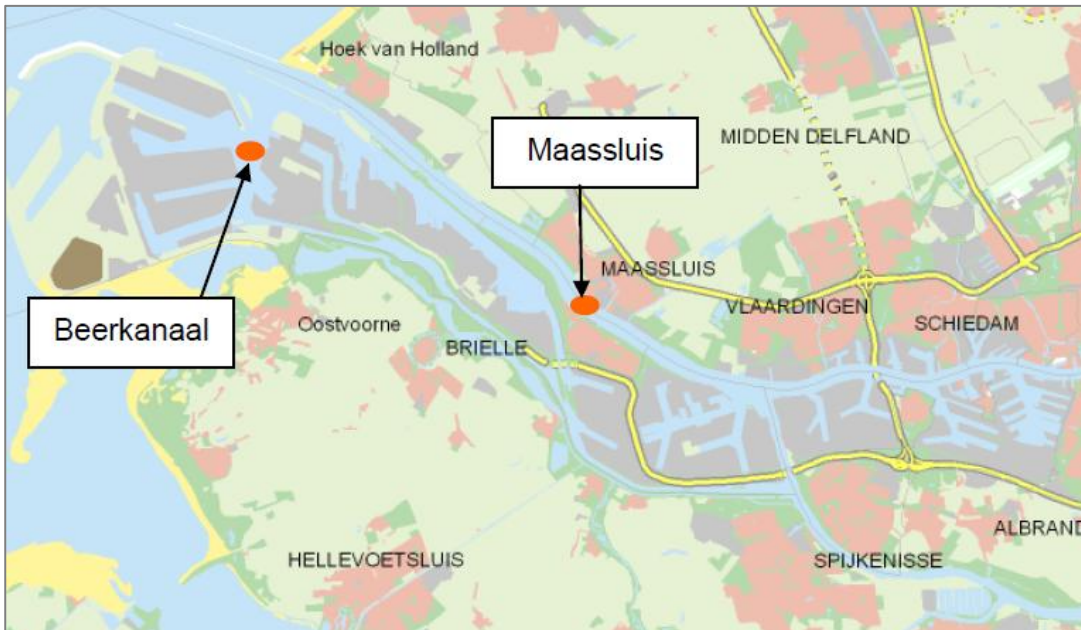 Hoek van Holland
MIDDEN DELFLAND
Maassluis
MAASSLUIS
VLAARDINGEN
SCHIEDAM
Beerkanaal
Oostvoorne
BRIELLE
HELLEVOETSLUIS
SPIJKENISSE
ALBRAND